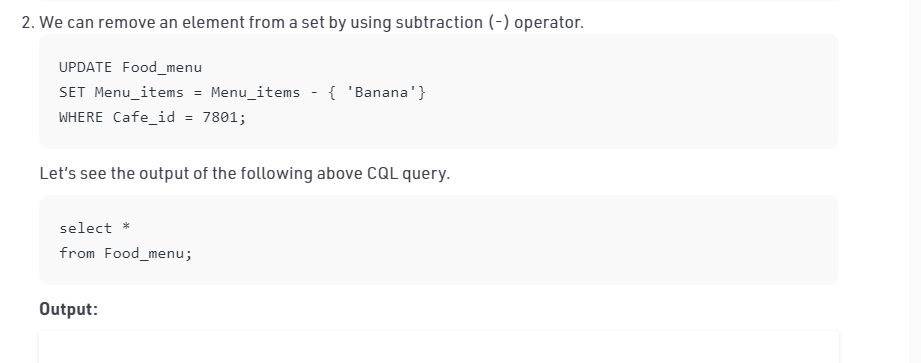 2. We can remove an element from a set by using subtraction (-) operator.
UPDATE Food_menu
SET Menu_items = Menu_items - { 'Banana'}
WHERE Cafe_id = 7801;
Let's see the output of the following above CQL query.
select *
from Food_menu;
Output: